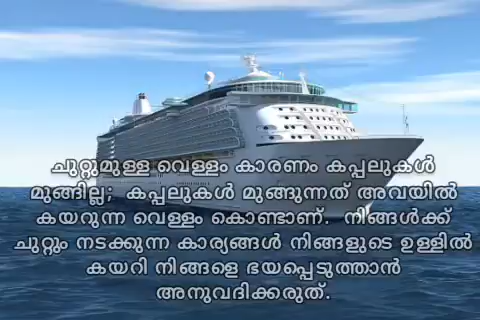 ചുറ്റുമുള്ള വെള്ളം കാരണം കപ്പലുകൾ
മുങ്ങില്ല; കപ്പലുകൾ മുങ്ങുന്നത് അവയിൽ
കയറുന്ന വെള്ളം കൊണ്ടാണ്. നിങ്ങൾക്ക്
ചുറ്റും നടക്കുന്ന കാര്യങ്ങൾ നിങ്ങളുടെ ഉള്ളിൽ
കയറി നിങ്ങളെ ഭയപ്പെടുത്താൻ
അനുവദിക്കരുത്.